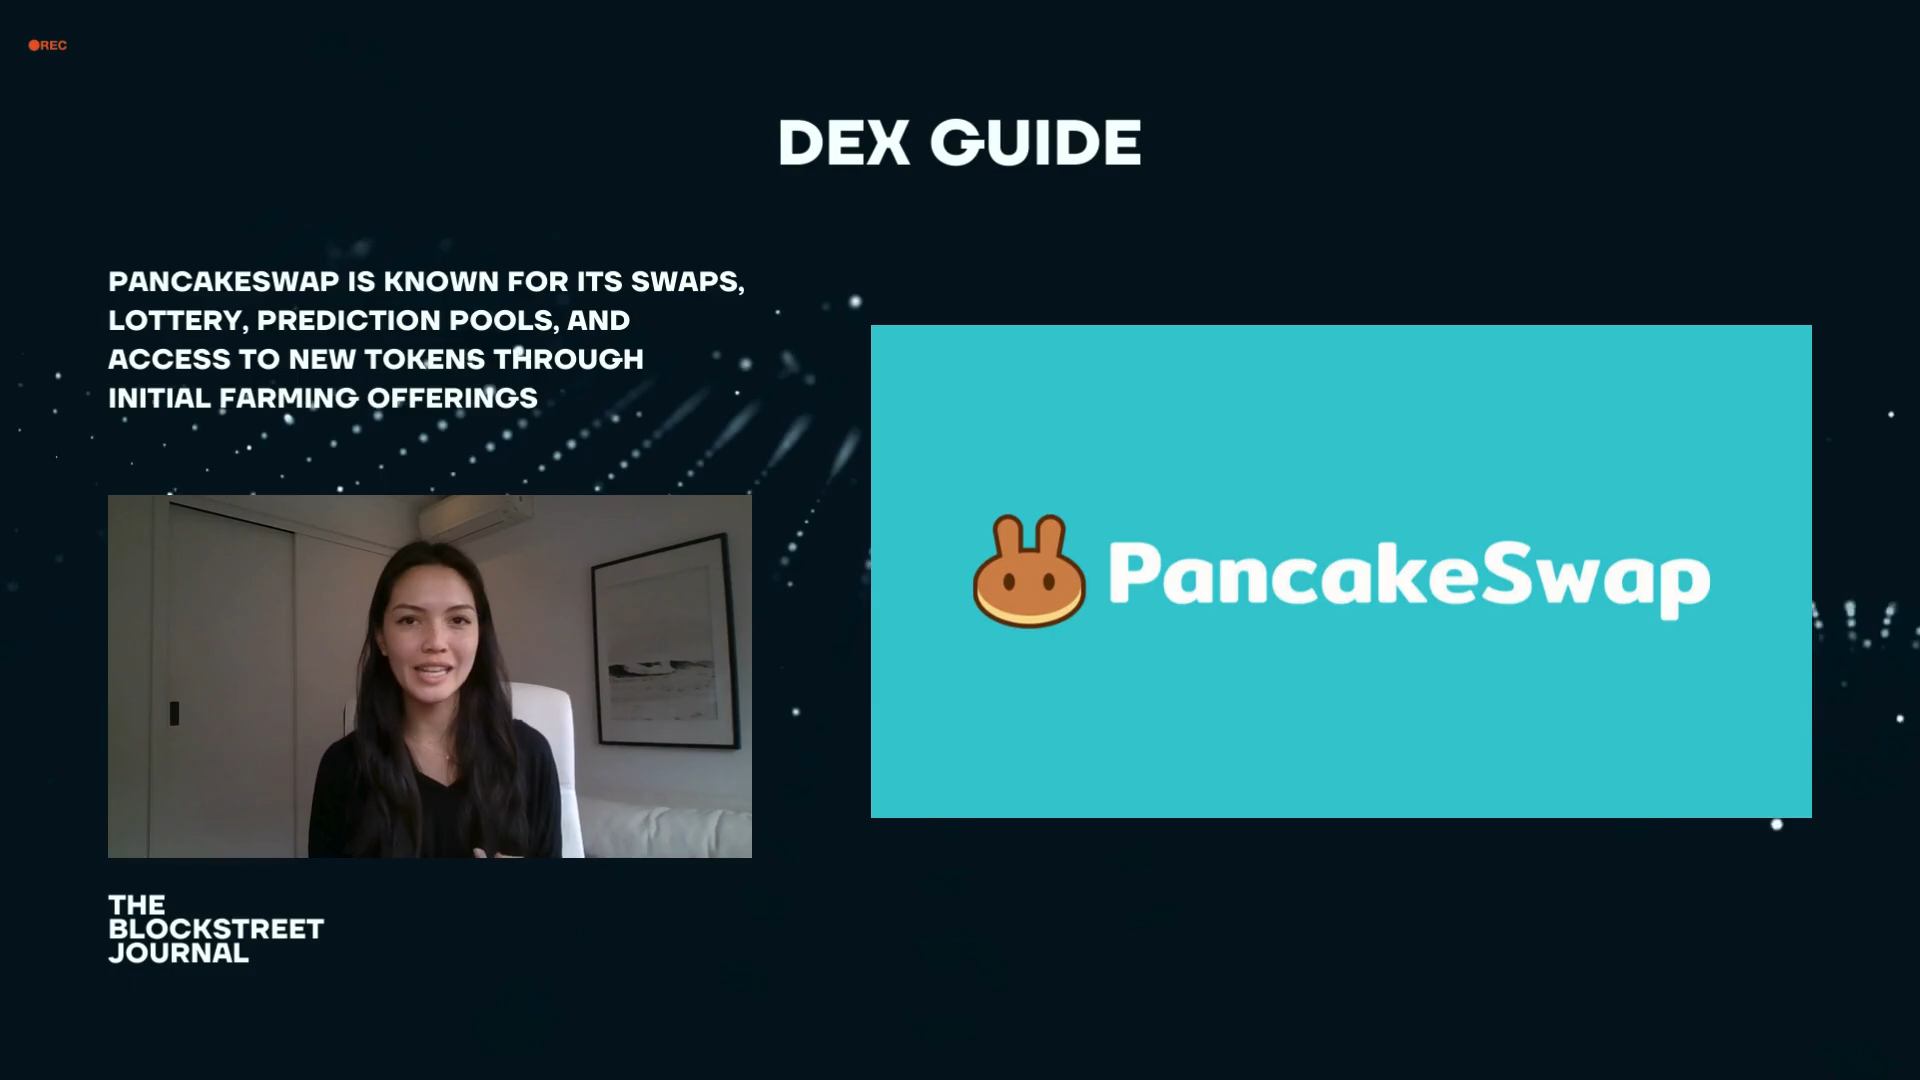 REC
DEX GUIDE
PANCAKESWAP IS KNOWN FOR ITS SWAPS,
LOTTERY, PREDICTION POOLS, AND
ACCESS TO NEW TOKENS THROUGH
INITIAL FARMING OFFERINGS
PancakeSwap
THE
BLOCKSTREET
JOURNAL